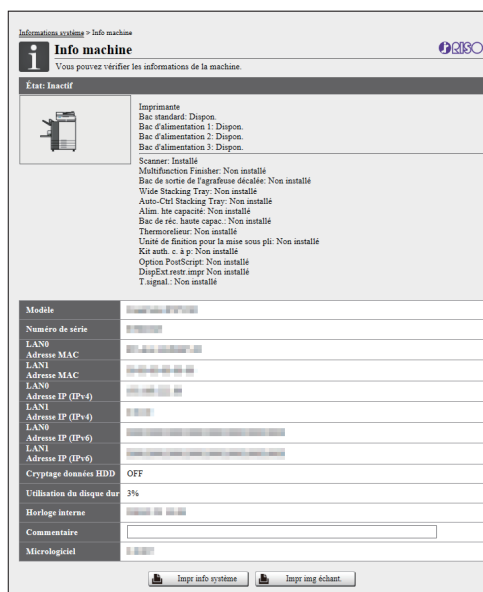 Informations système > Info machine
Info machine
RISO
Vous pouvez vérifier les informations de la machine.
État: Inactif
Imprimante
Bac standard: Dispon.
Bac d'alimentation 1: Dispon.
Bac d'alimentation 2: Dispon.
Bac d'alimentation 3: Dispon.
Scanner: Installé
Multifunction Finisher: Non installé
Bac de sortie de l'agrafeuse décalée: Non installé
Wide Stacking Tray: Non installé
Auto-Ctrl Stacking Tray: Non installé
Alim. hte capacité: Non installé
Bac de réc. haute capac.: Non installé
Thermorelieur: Non installé
Unité de finition pour la mise sous pli: Non installé
Kit auth. c. à p: Non installé
Option PostScript: Non installé
DispExt.restr.impr Non installé
T.signal.: Non installé
Modèle
Numéro de série
LAN0
Adresse MAC
LAN1
Adresse MAC
LAN0
Adresse IP (IPv4)
LAN1
Adresse IP (IPv4)
LAN0
Adresse IP (IPv6)
LAN1
Adresse IP (IPv6)
Cryptage données HDD OFF
Utilisation du disque dur 3%
Horloge interne
Commentaire
Micrologiciel
Impr info système Impr img échant.